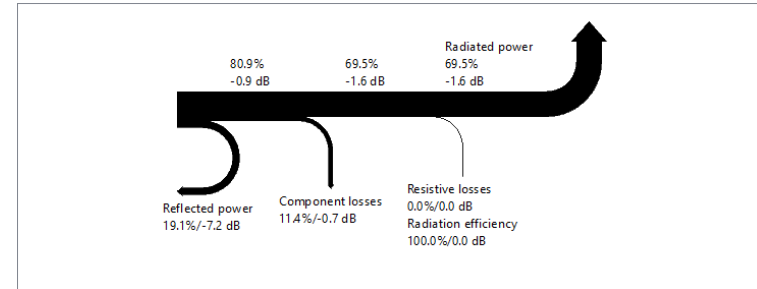 Radiated power
80.9%
69.5%
69.5%
-0.9 dB
-1.6 dB
-1.6 dB
Reflected power
19.1%/-7.2 dB
Component losses
11.4%/-0.7 dB
Resistive losses
0.0%/0.0 dB
Radiation efficiency
100.0%/0.0 dB